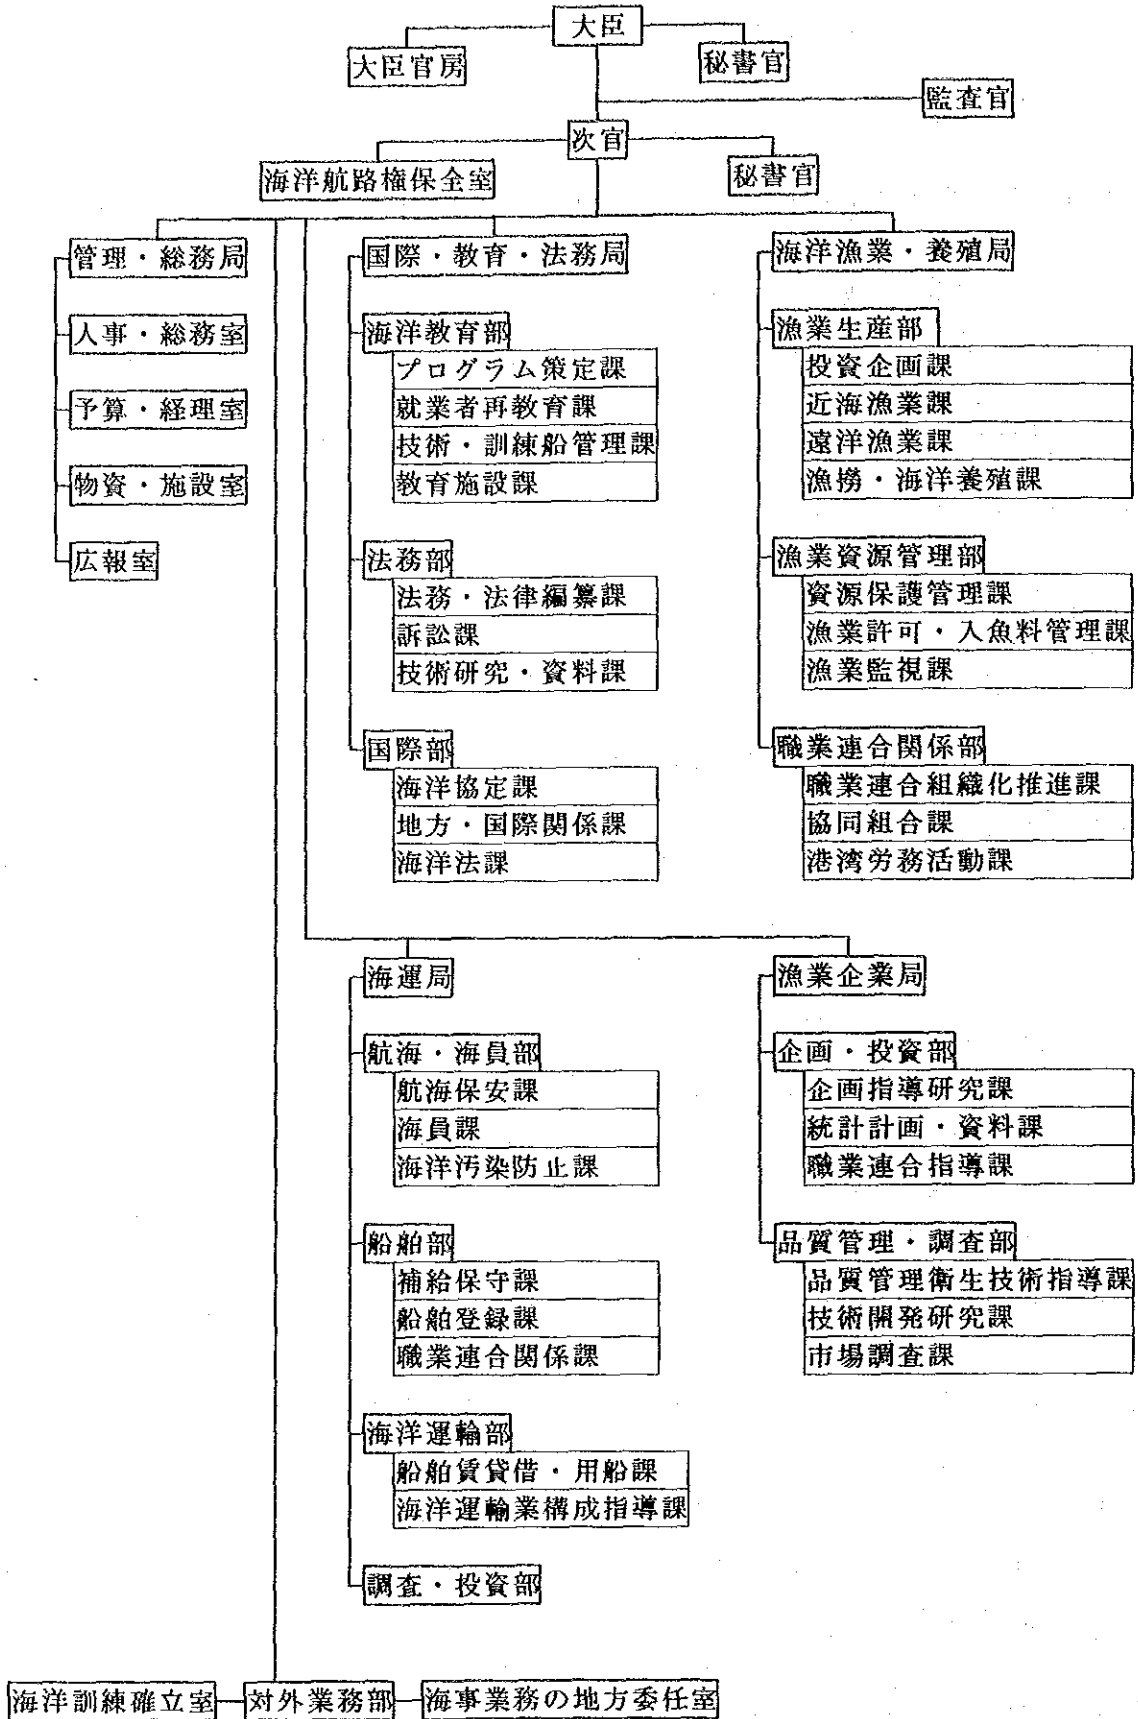 大臣
大臣官房
秘書官
監査官
次官
海洋航路権保全室
秘書官
管理・総務局
人事・総務室
予算・経理室
物資・施設室
広報室
国際・教育・法務局
海洋教育部
プログラム策定課
就業者再教育課
技術・訓練船管理課
教育施設課
法務部
法務・法律編纂課
訴訟課
技術研究・資料課
国際部
海洋協定課
地方・国際関係課
海洋法課
海洋漁業・養殖局
漁業生産部
投資企画課
近海漁業課
遠洋漁業課
漁撈・海洋養殖課
漁業資源管理部
資源保護管理課
漁業許可・入魚料管理課
漁業監視課
職業連合関係部
職業連合組織化推進課
協同組合課
港湾労務活動課
海運局
航海・海員部
航海保安課
海員課
海洋汚染防止課
船舶部
補給保守課
船舶登録課
職業連合関係課
海洋運輸部
船舶賃貸借・用船課
海洋運輸業構成指導課
調査・投資部
漁業企業局
企画・投資部
企画指導研究課
統計計画・資料課
職業連合指導課
品質管理・調査部
品質管理衛生技術指導課
技術開発研究課
市場調査課
海洋訓練確立室
対外業務部
海事業務の地方委任室